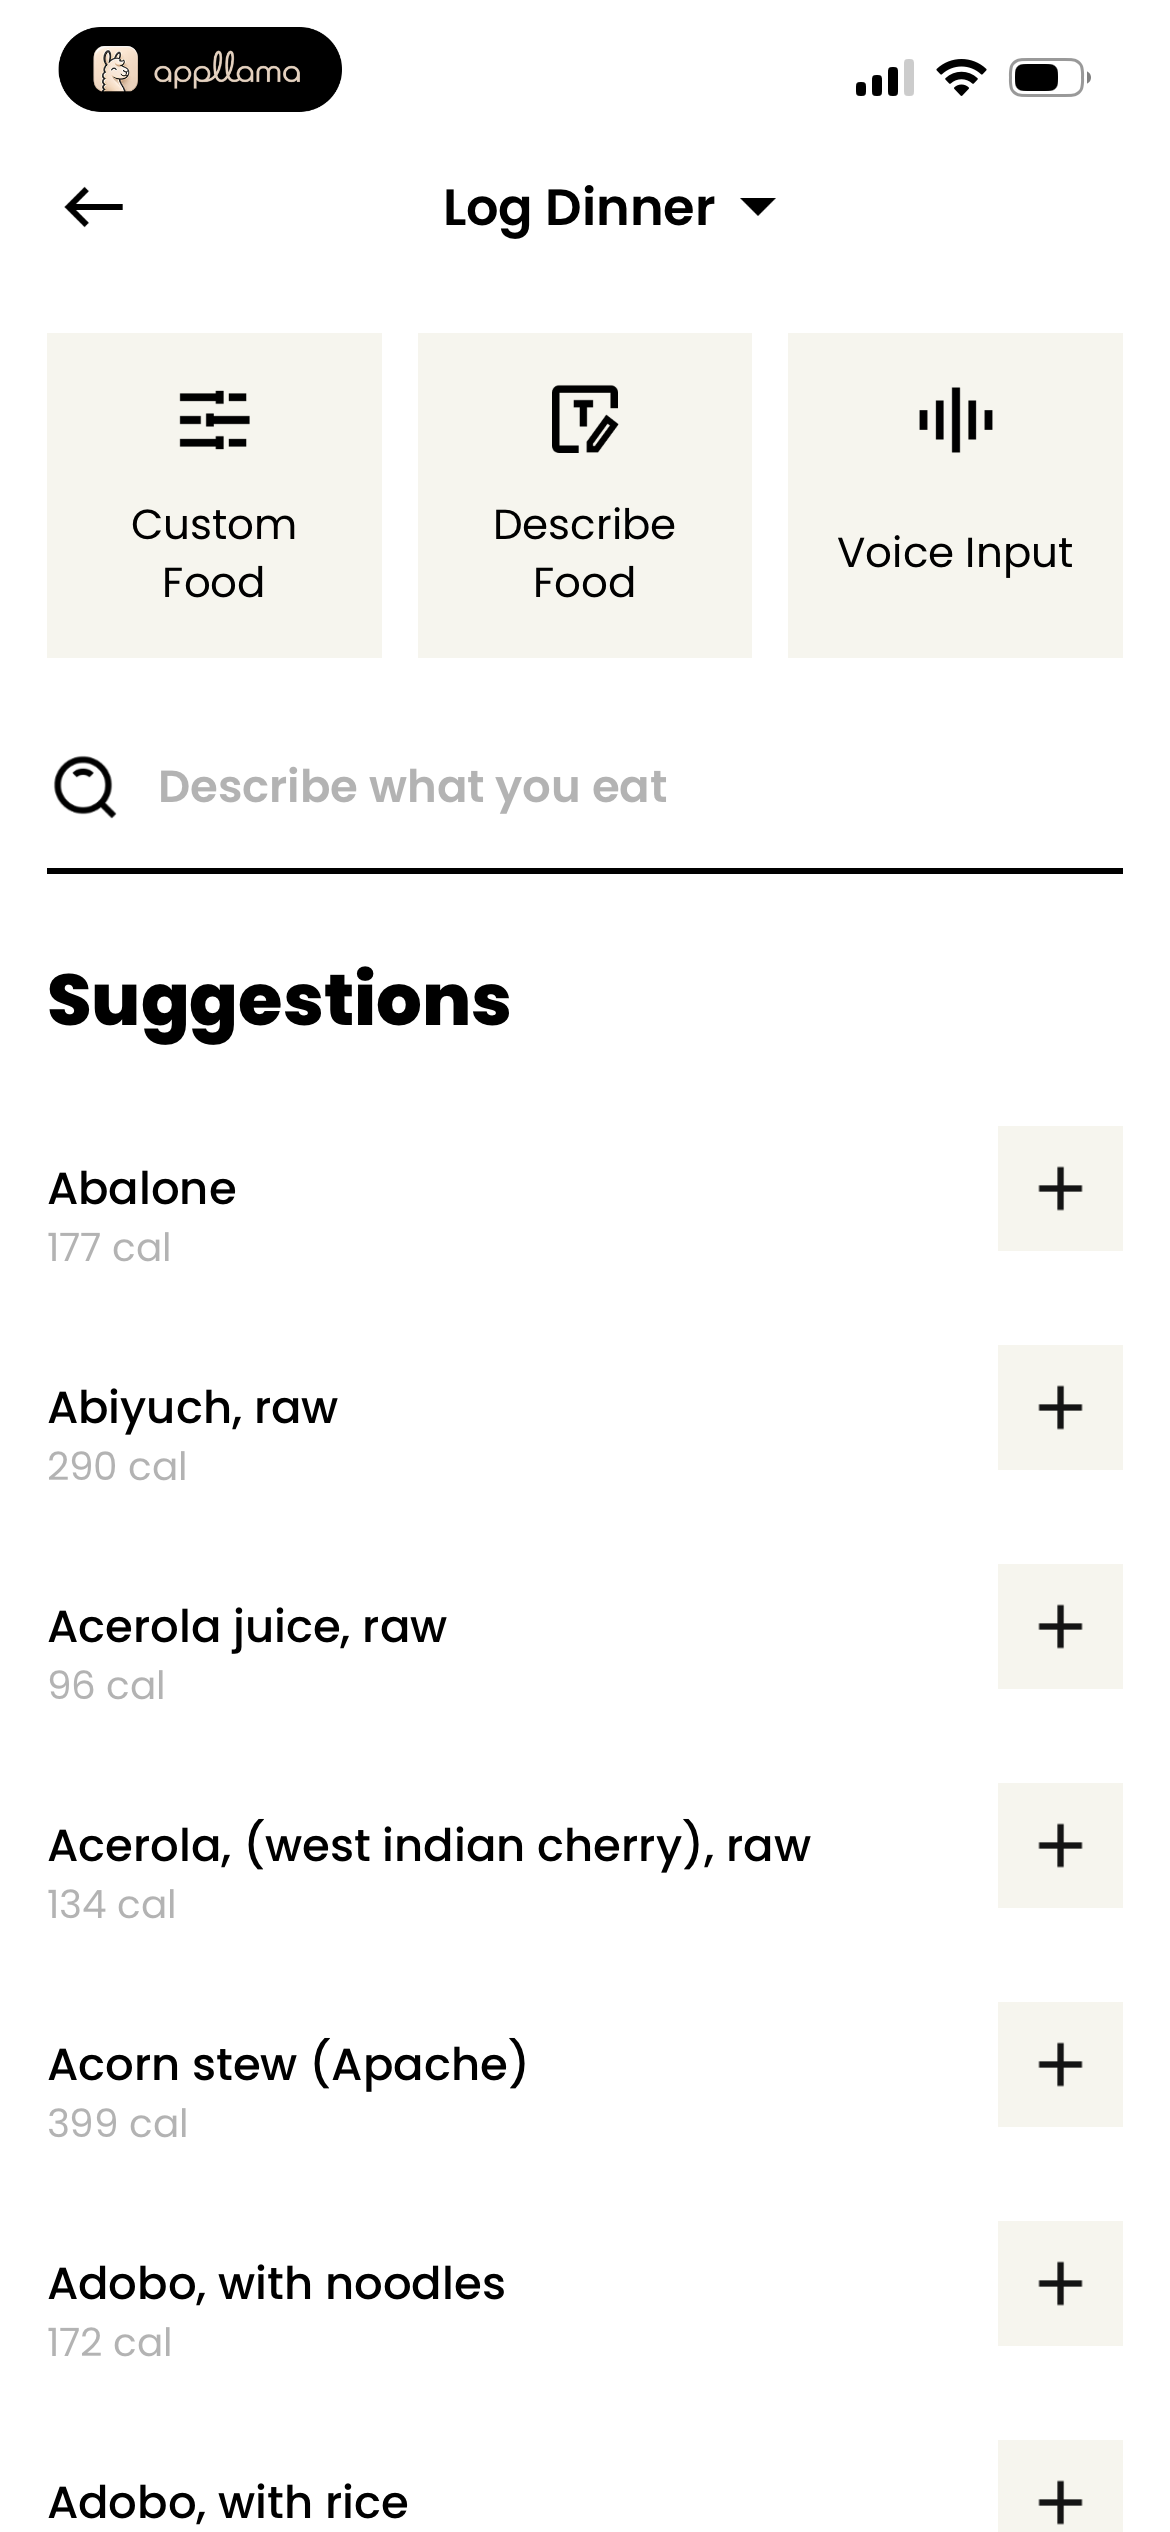 appllama
Log Dinner
Custom
Food
Describe
Food
Voice Input
Describe what you eat
Suggestions
Abalone
177 cal
Abiyuch, raw
290 cal
Acerola juice, raw
96 cal
Acerola, (west indian cherry), raw
134 cal
Acorn stew (Apache)
399 cal
Adobo, with noodles
172 cal
Adobo, with rice